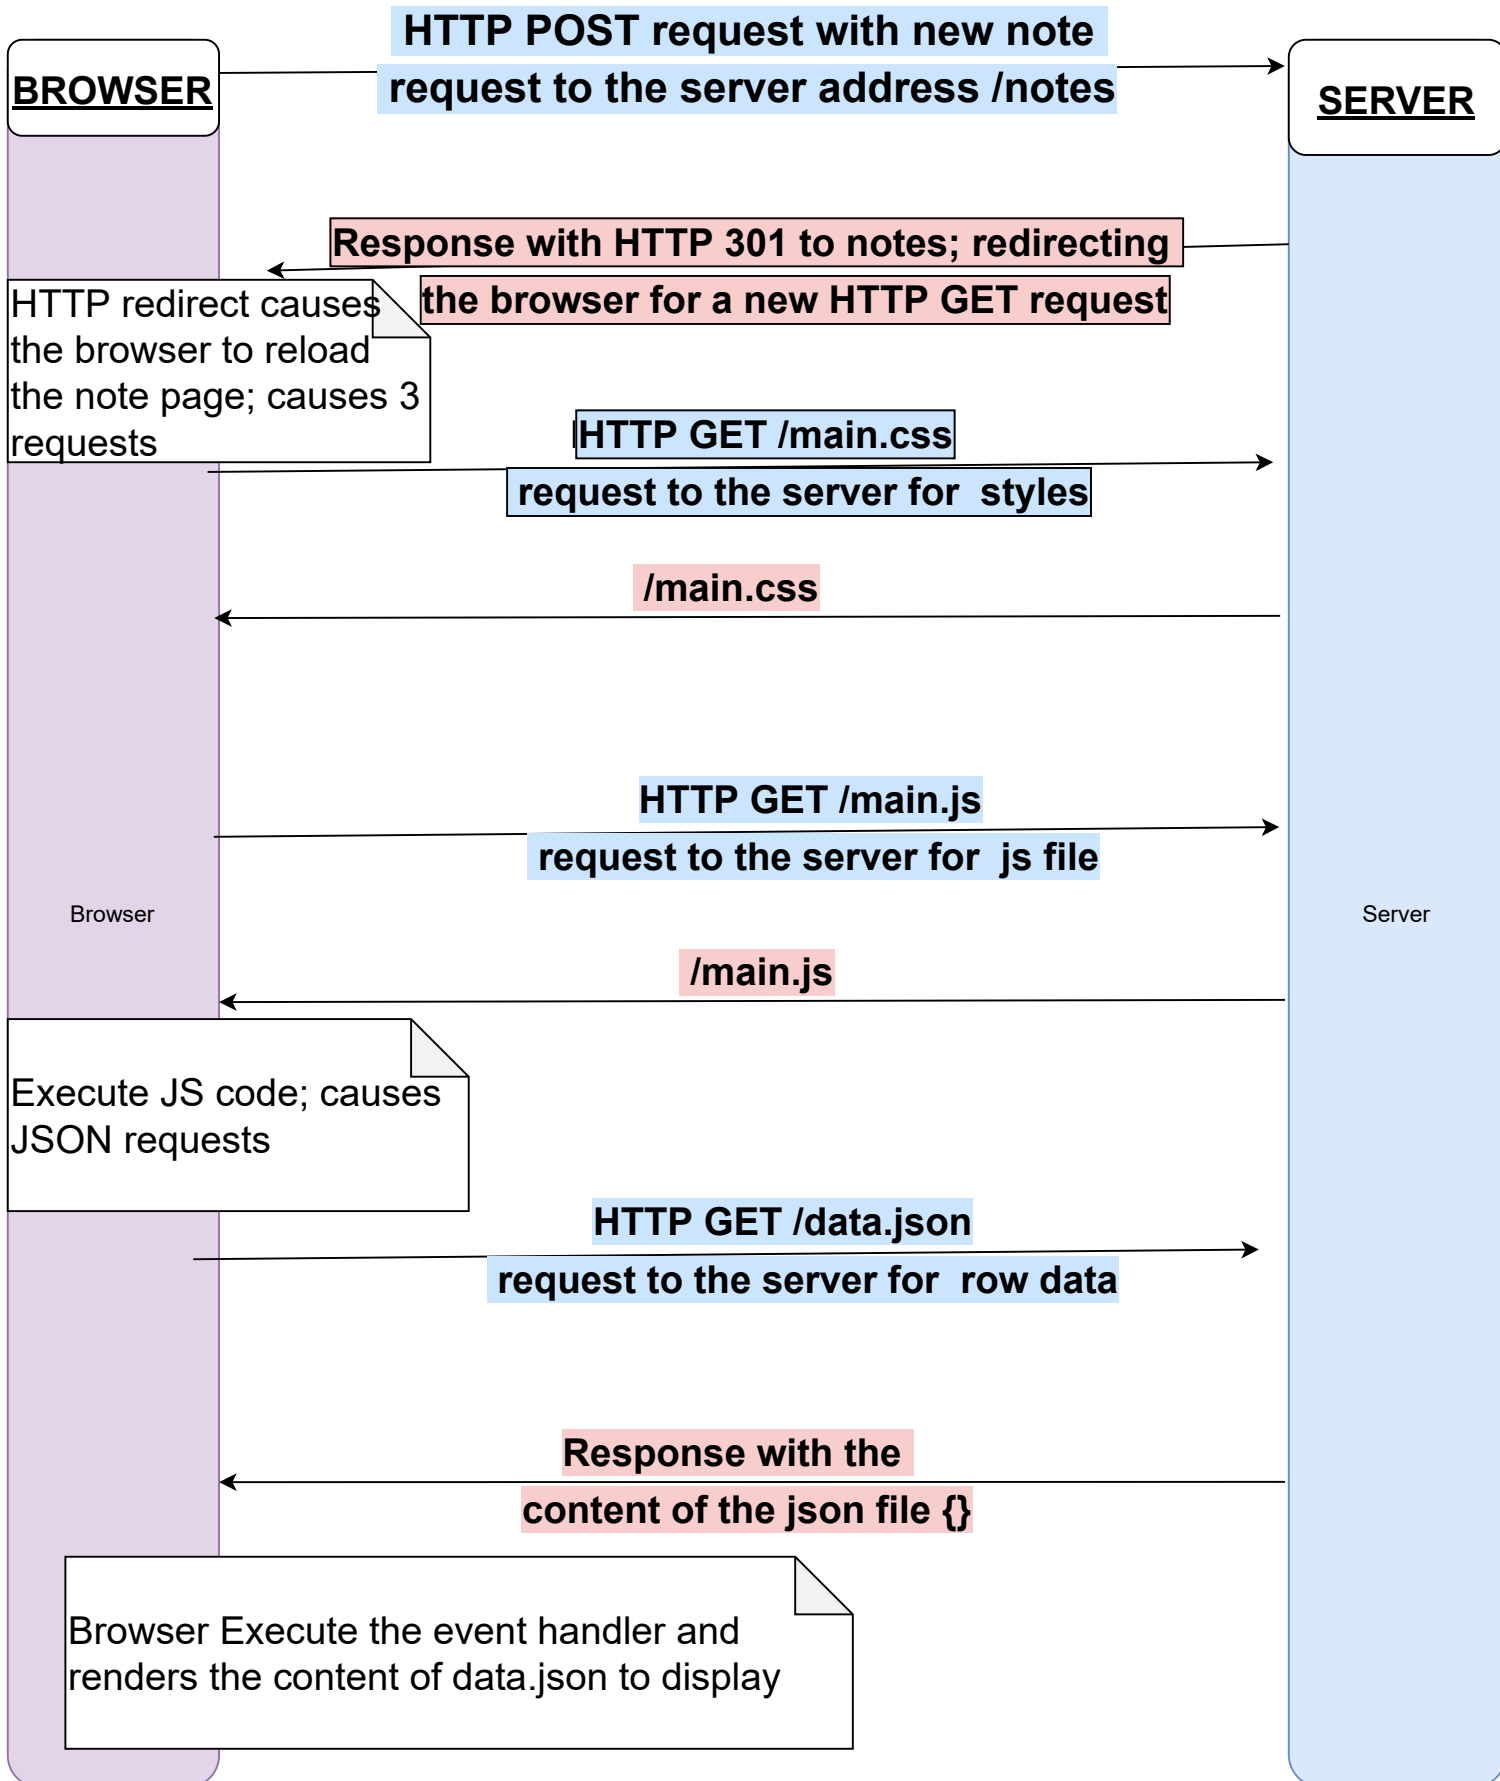 HTTP POST request with new note
request to the server address /notes
BROWSER
SERVER
Response with HTTP 301 to notes; redirecting
the browser for a new HTTP GET request
HTTP redirect causes
the browser to reload
the note page; causes 3
requests
HTTP GET /main.css
request to the server for styles
/main.css
HTTP GET /main.js
request to the server for js file
Browser
Server
/main.js
Execute JS code; causes
JSON requests
HTTP GET /data.json
request to the server for row data
Response with the
content of the json file {}
Browser Execute the event handler and
renders the content of data.json to display